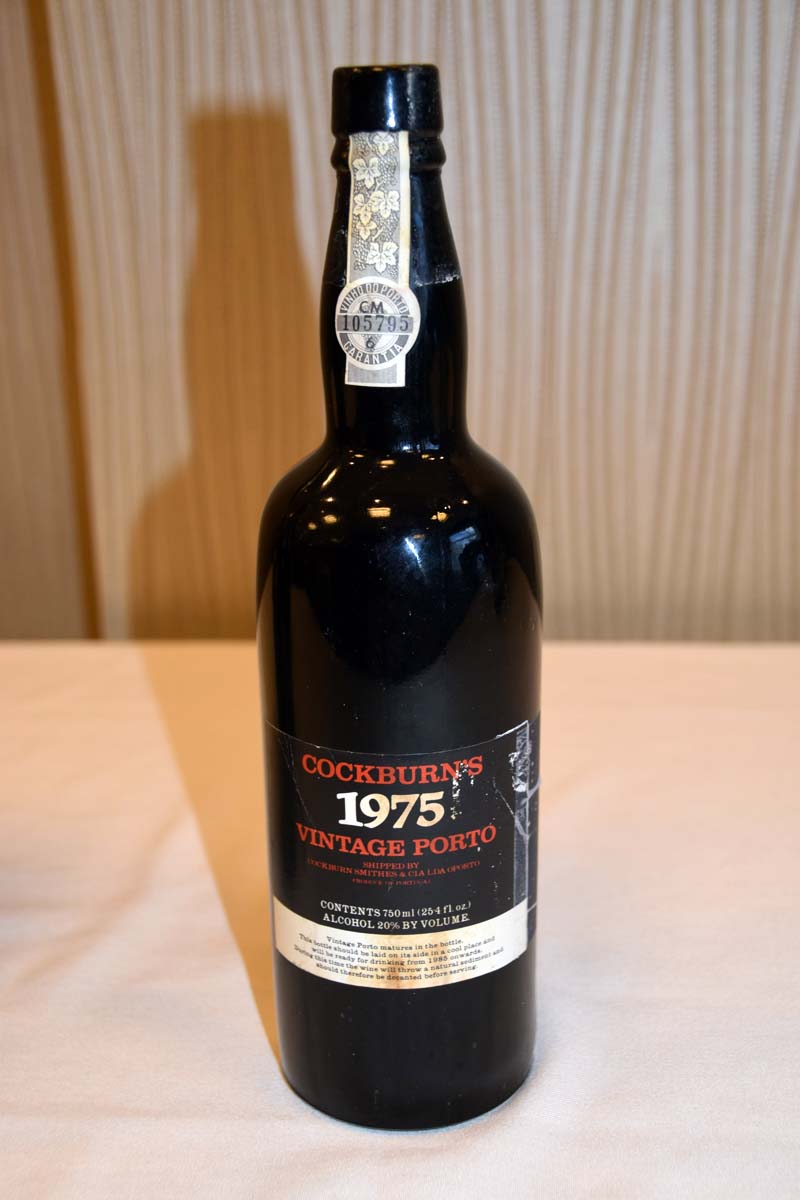 VINHO DO PORTO
CM
105795
6
GARANTIA
COCKBURN'S
1975
VINTAGE PORTO
SHIPPED BY
COCKBURN SMITHES & CIA LDA OPORTO
PRODUCE OF PORTUGAL
CONTENTS 750ml (25·4 fl. oz.)
ALCOHOL 20% BY VOLUME
Vintage Porto matures in the bottle.
This bottle should be laid on its side in a cool place and
will be ready for drinking from 1985 onwards.
During this time the wine will throw a natural sediment and
should therefore be decanted before serving.